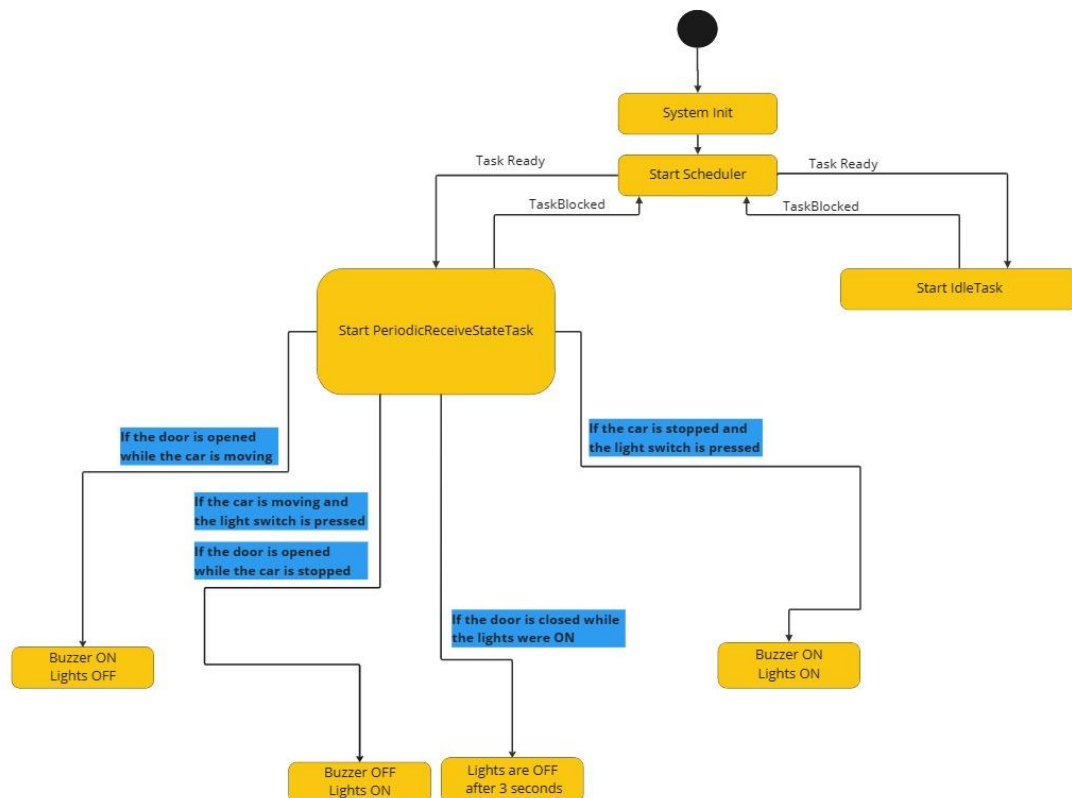 System Init
Start Scheduler
Task Ready
Task Ready
TaskBlocked
TaskBlocked
Start IdleTask
Start PeriodicReceiveStateTask
If the door is opened
while the car is moving
If the car is stopped and
the light switch is pressed
If the car is moving and
the light switch is pressed
If the door is opened
while the car is stopped
If the door is closed while
the lights were ON
Buzzer ON
Lights OFF
Buzzer ON
Lights ON
Buzzer OFF
Lights ON
Lights are OFF
after 3 seconds